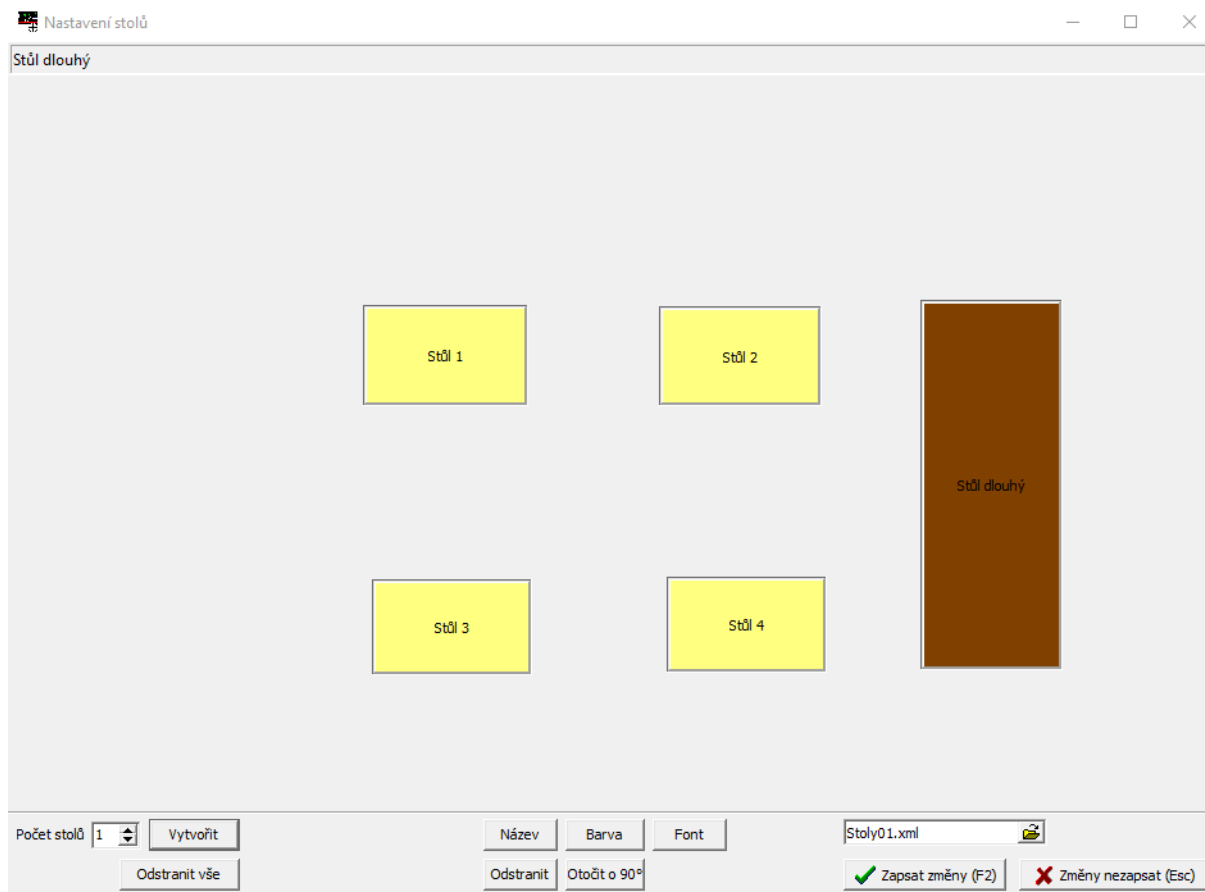 Nastavení stolů
Stůl dlouhý
Stůl 1
Stůl 2
Stůl dlouhý
Stůl 3
Stůl 4
Počet stolů 1 Vytvořit Název Barva Font Stoly01.xml
Odstranit vše Odstranit Otočit o 90° Zapsat změny (F2) Změny nezapsat (Esc)